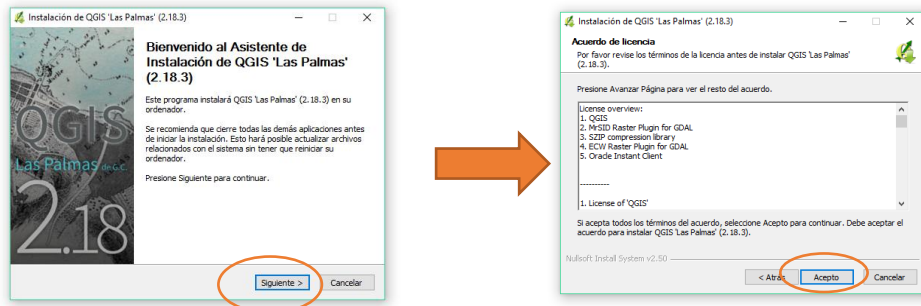 Instalación de QGIS 'Las Palmas' (2.18.3)
QGIS
Las Palmas de G.C.
2.18
Bienvenido al Asistente de
Instalación de QGIS 'Las Palmas'
(2.18.3)
Este programa instalará QGIS 'Las Palmas' (2.18.3) en su
ordenador.
Se recomienda que cierre todas las demás aplicaciones antes
de iniciar la instalación. Esto hará posible actualizar archivos
relacionados con el sistema sin tener que reiniciar su
ordenador.
Presione Siguiente para continuar.
Siguiente >
Cancelar
Instalación de QGIS 'Las Palmas' (2.18.3)
Acuerdo de licencia
Por favor revise los términos de la licencia antes de instalar QGIS 'Las Palmas'
(2.18.3).
Presione Avanzar Página para ver el resto del acuerdo.
License overview:
1. QGIS
2. MrSID Raster Plugin for GDAL
3. SZIP compression library
4. ECW Raster Plugin for GDAL
5. Oracle Instant Client
----------
1. License of 'QGIS'
Si acepta todos los términos del acuerdo, seleccione Acepto para continuar. Debe aceptar el
acuerdo para instalar QGIS 'Las Palmas' (2.18.3).
Nullsoft Install System v2.50
< Atrás
Acepto
Cancelar